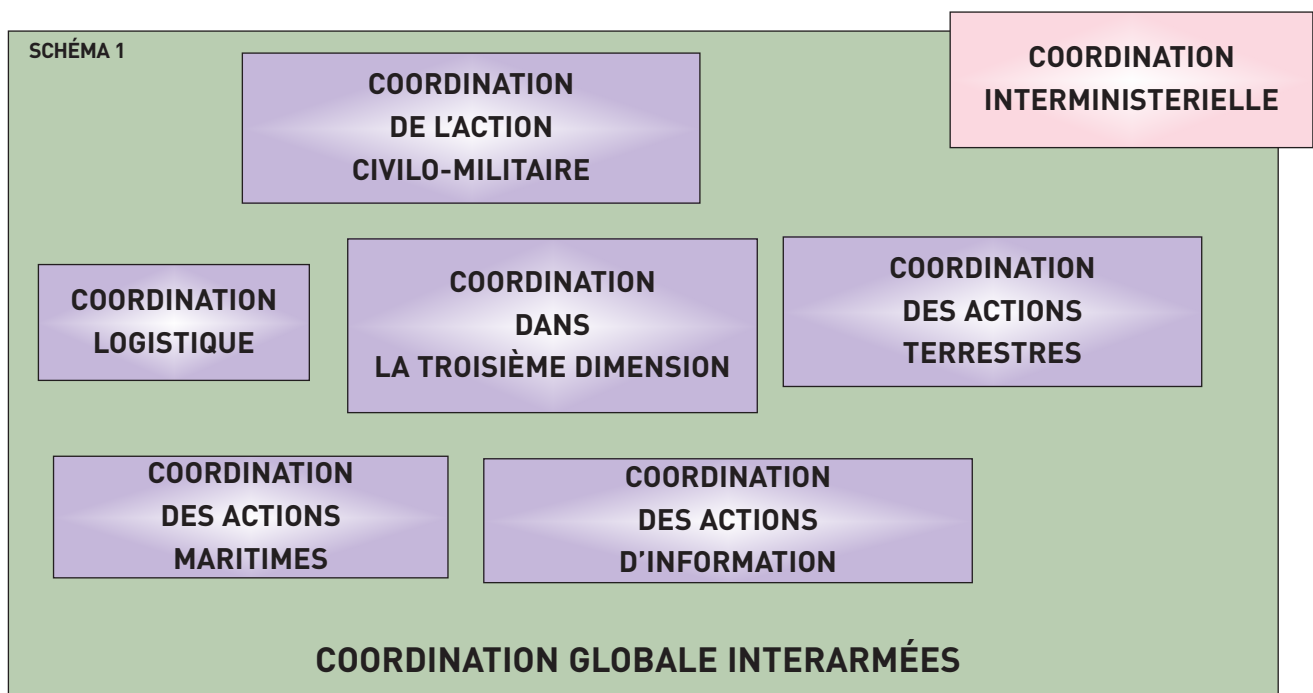 SCHÉMA 1
COORDINATION
INTERMINISTERIELLE
COORDINATION
DE L’ACTION
CIVILO-MILITAIRE
COORDINATION
LOGISTIQUE
COORDINATION
DANS
LA TROISIÈME DIMENSION
COORDINATION
DES ACTIONS
TERRESTRES
COORDINATION
DES ACTIONS
MARITIMES
COORDINATION
DES ACTIONS
D’INFORMATION
COORDINATION GLOBALE INTERARMÉES